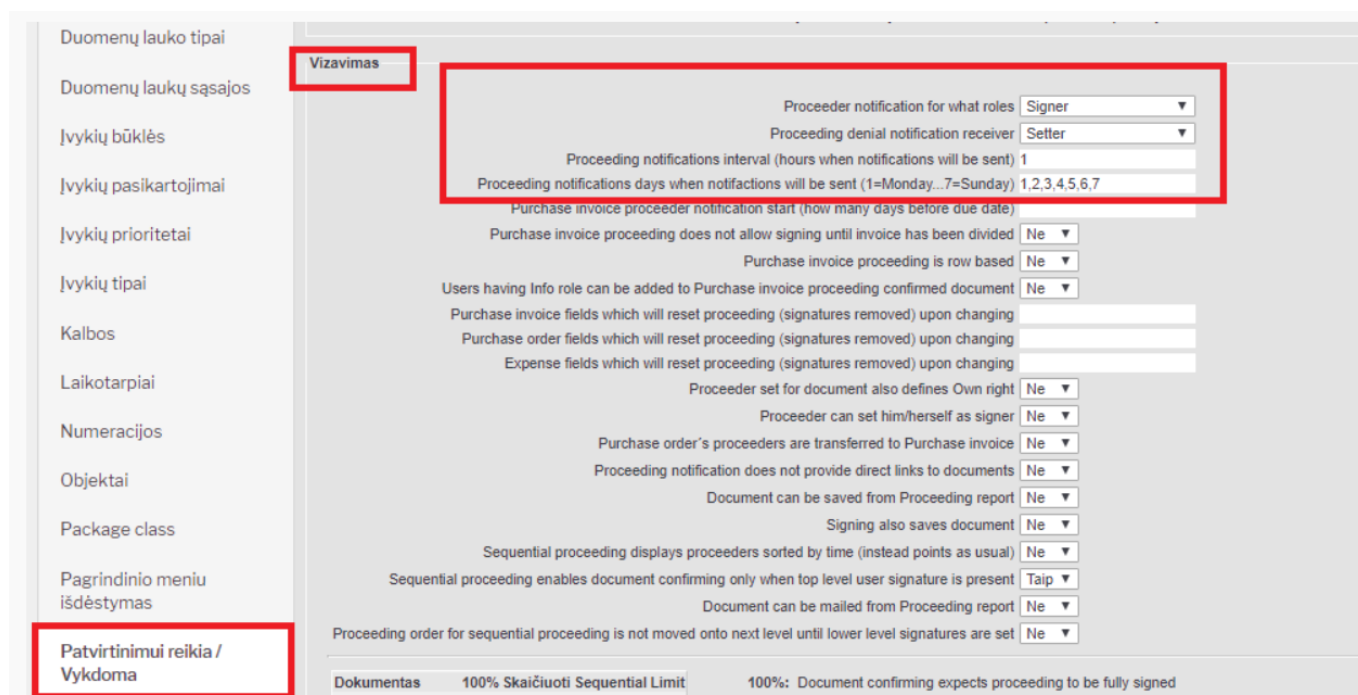 Duomenų lauko tipai
Duomenų laukų sąsajos
Įvykių būklės
Įvykių pasikartojimai
Įvykių prioritetai
Įvykių tipai
Kalbos
Laikotarpiai
Numeracijos
Objektai
Package class
Pagrindinio meniu
išdėstymas
Patvirtinimui reikia /
Vykdoma
Vizavimas
Proceeder notification for what roles Signer
Proceeding denial notification receiver Setter
Proceeding notifications interval (hours when notifications will be sent) 1
Proceeding notifications days when notifactions will be sent (1=Monday...7=Sunday) 1,2,3,4,5,6,7
Purchase invoice proceeder notification start (how many days before due date)
Purchase invoice proceeding does not allow signing until invoice has been divided Ne
Purchase invoice proceeding is row based Ne
Users having Info role can be added to Purchase invoice proceeding confirmed document Ne
Purchase invoice fields which will reset proceeding (signatures removed) upon changing
Purchase order fields which will reset proceeding (signatures removed) upon changing
Expense fields which will reset proceeding (signatures removed) upon changing
Proceeder set for document also defines Own right Ne
Proceeder can set him/herself as signer Ne
Purchase order´s proceeders are transferred to Purchase invoice Ne
Proceeding notification does not provide direct links to documents Ne
Document can be saved from Proceeding report Ne
Signing also saves document Ne
Sequential proceeding displays proceeders sorted by time (instead points as usual) Ne
Sequential proceeding enables document confirming only when top level user signature is present Taip
Document can be mailed from Proceeding report Ne
Proceeding order for sequential proceeding is not moved onto next level until lower level signatures are set Ne
Dokumentas 100% Skaičiuoti Sequential Limit 100%: Document confirming expects proceeding to be fully signed